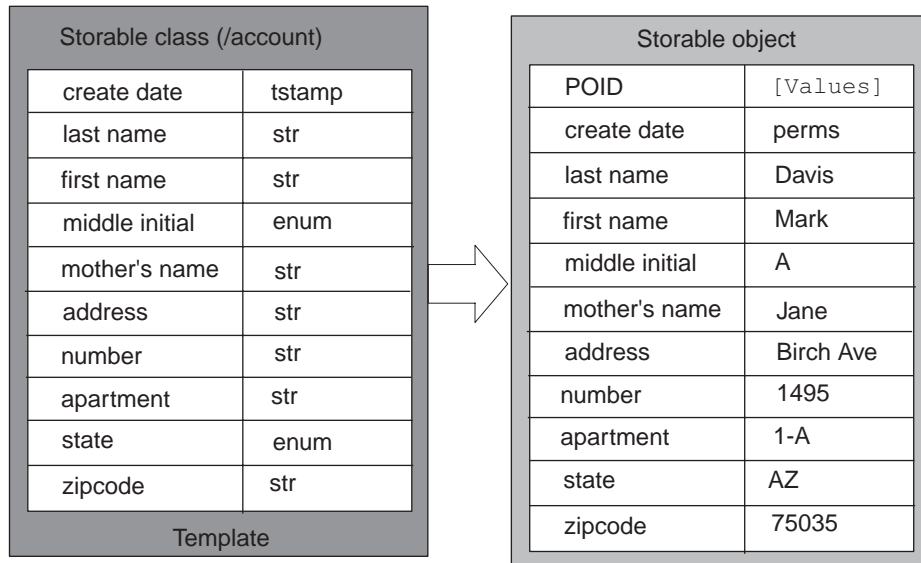 Storable class (/account)
create date tstamp
last name str
first name str
middle initial enum
mother's name str
address str
number str
apartment str
state enum
zipcode str
Template
Storable object
POID [Values]
create date perms
last name Davis
first name Mark
middle initial A
mother's name Jane
address Birch Ave
number 1495
apartment 1-A
state AZ
zipcode 75035